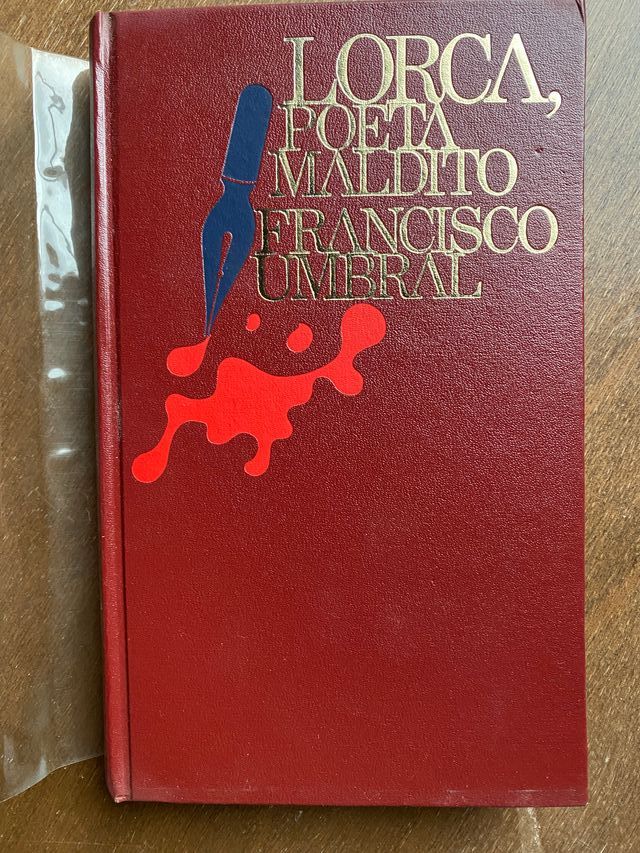 LORCA,
POETA
MALDITO
FRANCISCO
UMBRAL